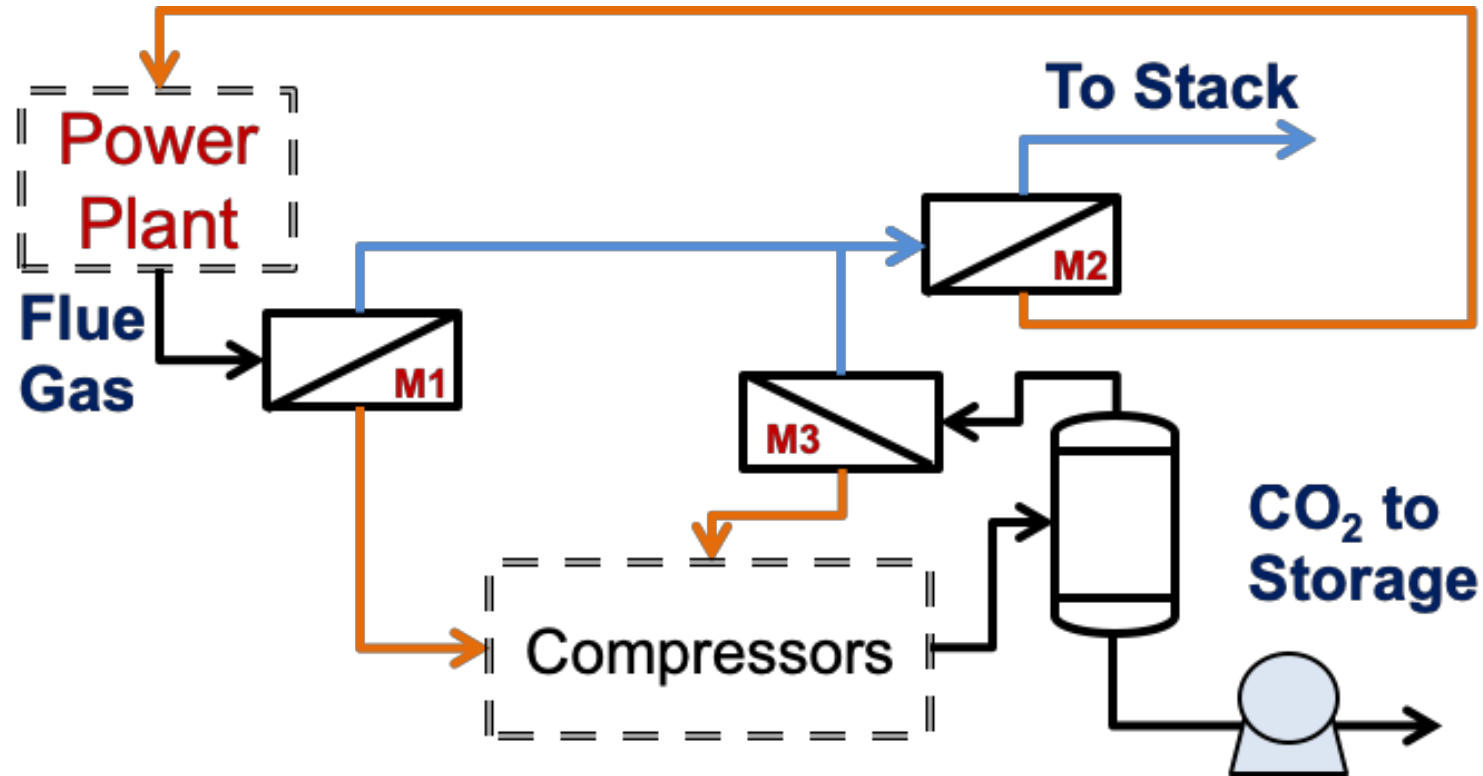 Power
Plant
To Stack
M2
Flue
Gas
M1
M3
CO₂ to
Storage
Compressors